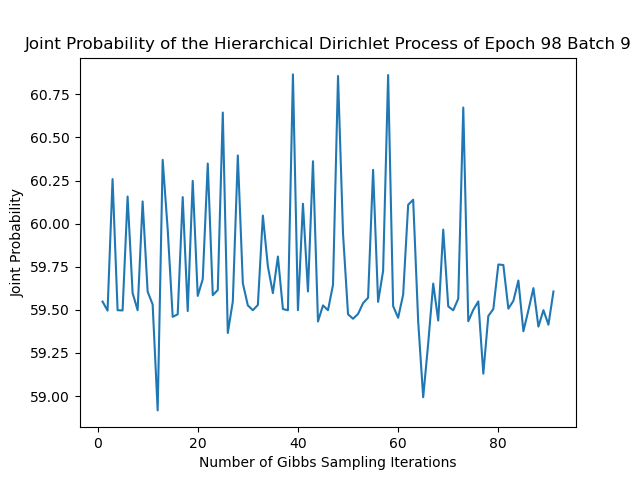 Joint Probability of the Hierarchical Dirichlet Process of Epoch 98 Batch 9
60.75
60.50
60.25
60.00
59.75
59.50
59.25
59.00
Joint Probability
0 20 40 60 80
Number of Gibbs Sampling Iterations